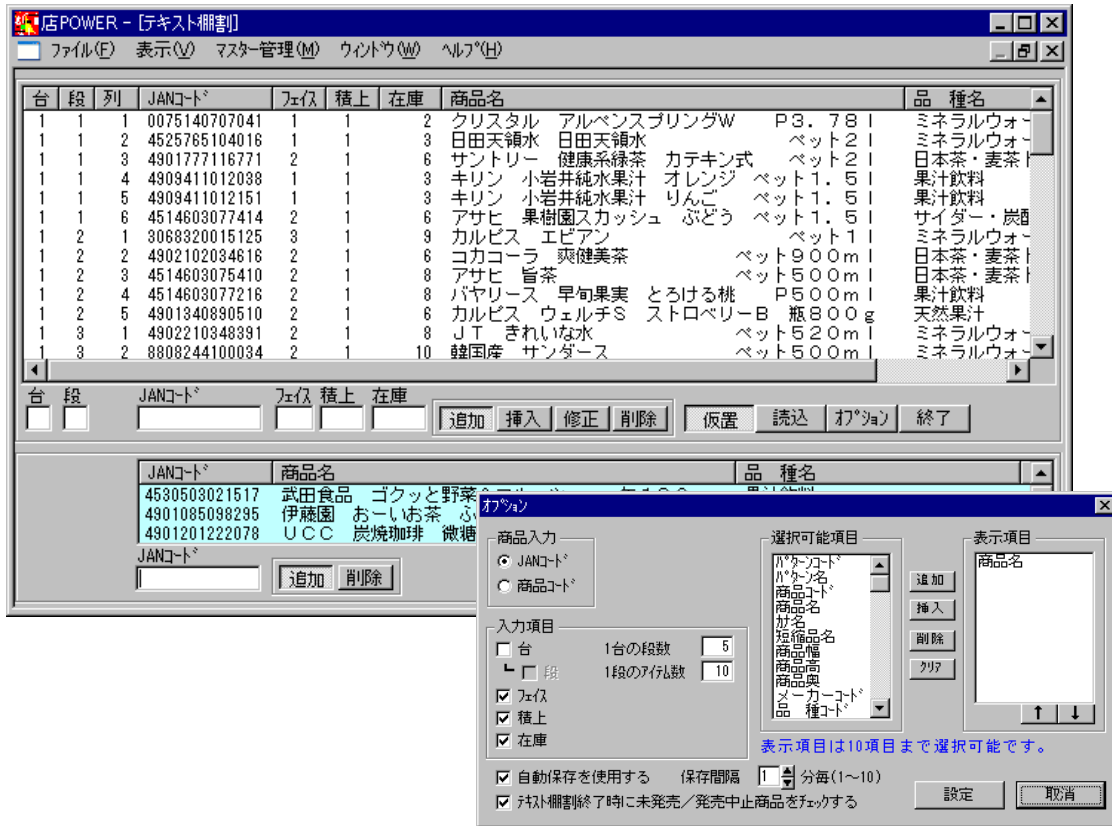 店POWER - [テキスト棚割]
ファイル(F) 表示(V) マスター管理(M) ウィンドウ(W) ヘルプ(H)
台 段 列 JANコード フェイス 積上 在庫 商品名 品 種名
1 1 1 0075140707041 1 1 2 クリスタル アルペンスプリングW P3.78l ミネラルウォー
1 1 2 4525765104016 1 1 3 日田天領水 日田天領水 ペット2l ミネラルウォー
1 1 3 4901777116771 2 1 6 サントリー 健康系緑茶 カテキン式 ペット2l 日本茶・麦茶
1 1 4 4909411012038 1 1 3 キリン 小岩井純水果汁 オレンジ ペット1.5l 果汁飲料
1 1 5 4909411012151 1 1 3 キリン 小岩井純水果汁 りんご ペット1.5l 果汁飲料
1 1 6 4514603077414 2 1 6 アサヒ 果樹園スカッシュ ぶどう ペット1.5l サイダー・炭酸
1 2 1 3068320015125 3 1 9 カルピス エビアン ペット1l ミネラルウォー
1 2 2 4902102034616 2 1 6 コカコーラ 爽健美茶 ペット900ml 日本茶・麦茶
1 2 3 4514603075410 2 1 8 アサヒ 旨茶 ペット500ml 日本茶・麦茶
1 2 4 4514603077216 2 1 8 バヤリース 早旬果実 とろける桃 P500ml 果汁飲料
1 2 5 4901340890510 2 1 6 カルピス ウェルチS ストロベリーB 瓶800g 天然果汁
1 3 1 4902210348391 2 1 8 JT きれいな水 ペット520ml ミネラルウォー
1 3 2 8808244100034 2 1 10 韓国産 サンダース ペット500ml ミネラルウォー
台 段 JANコード フェイス 積上 在庫
追加 挿入 修正 削除 仮置 読込 オプション 終了
JANコード 商品名 品 種名
4530503021517 武田食品 ゴクッと野菜
4901085098295 伊藤園 おーいお茶
4901201222078 UCC 炭焼珈琲 微糖
JANコード
追加 削除
オプション
商品入力
JANコード
商品コード
入力項目
台 1台の段数 5
段 1段のアイテム数 10
フェイス
積上
在庫
選択可能項目
パターンコード
パターン名
商品コード
商品名
カナ名
短縮品名
商品幅
商品高
商品奥
メーカーコード
品 種コード
追加
挿入
削除
クリア
表示項目
商品名
↑ ↓
表示項目は10項目まで選択可能です。
自動保存を使用する 保存間隔 1 分毎(1~10)
テキスト棚割終了時に未発売/発売中止商品をチェックする
設定 取消